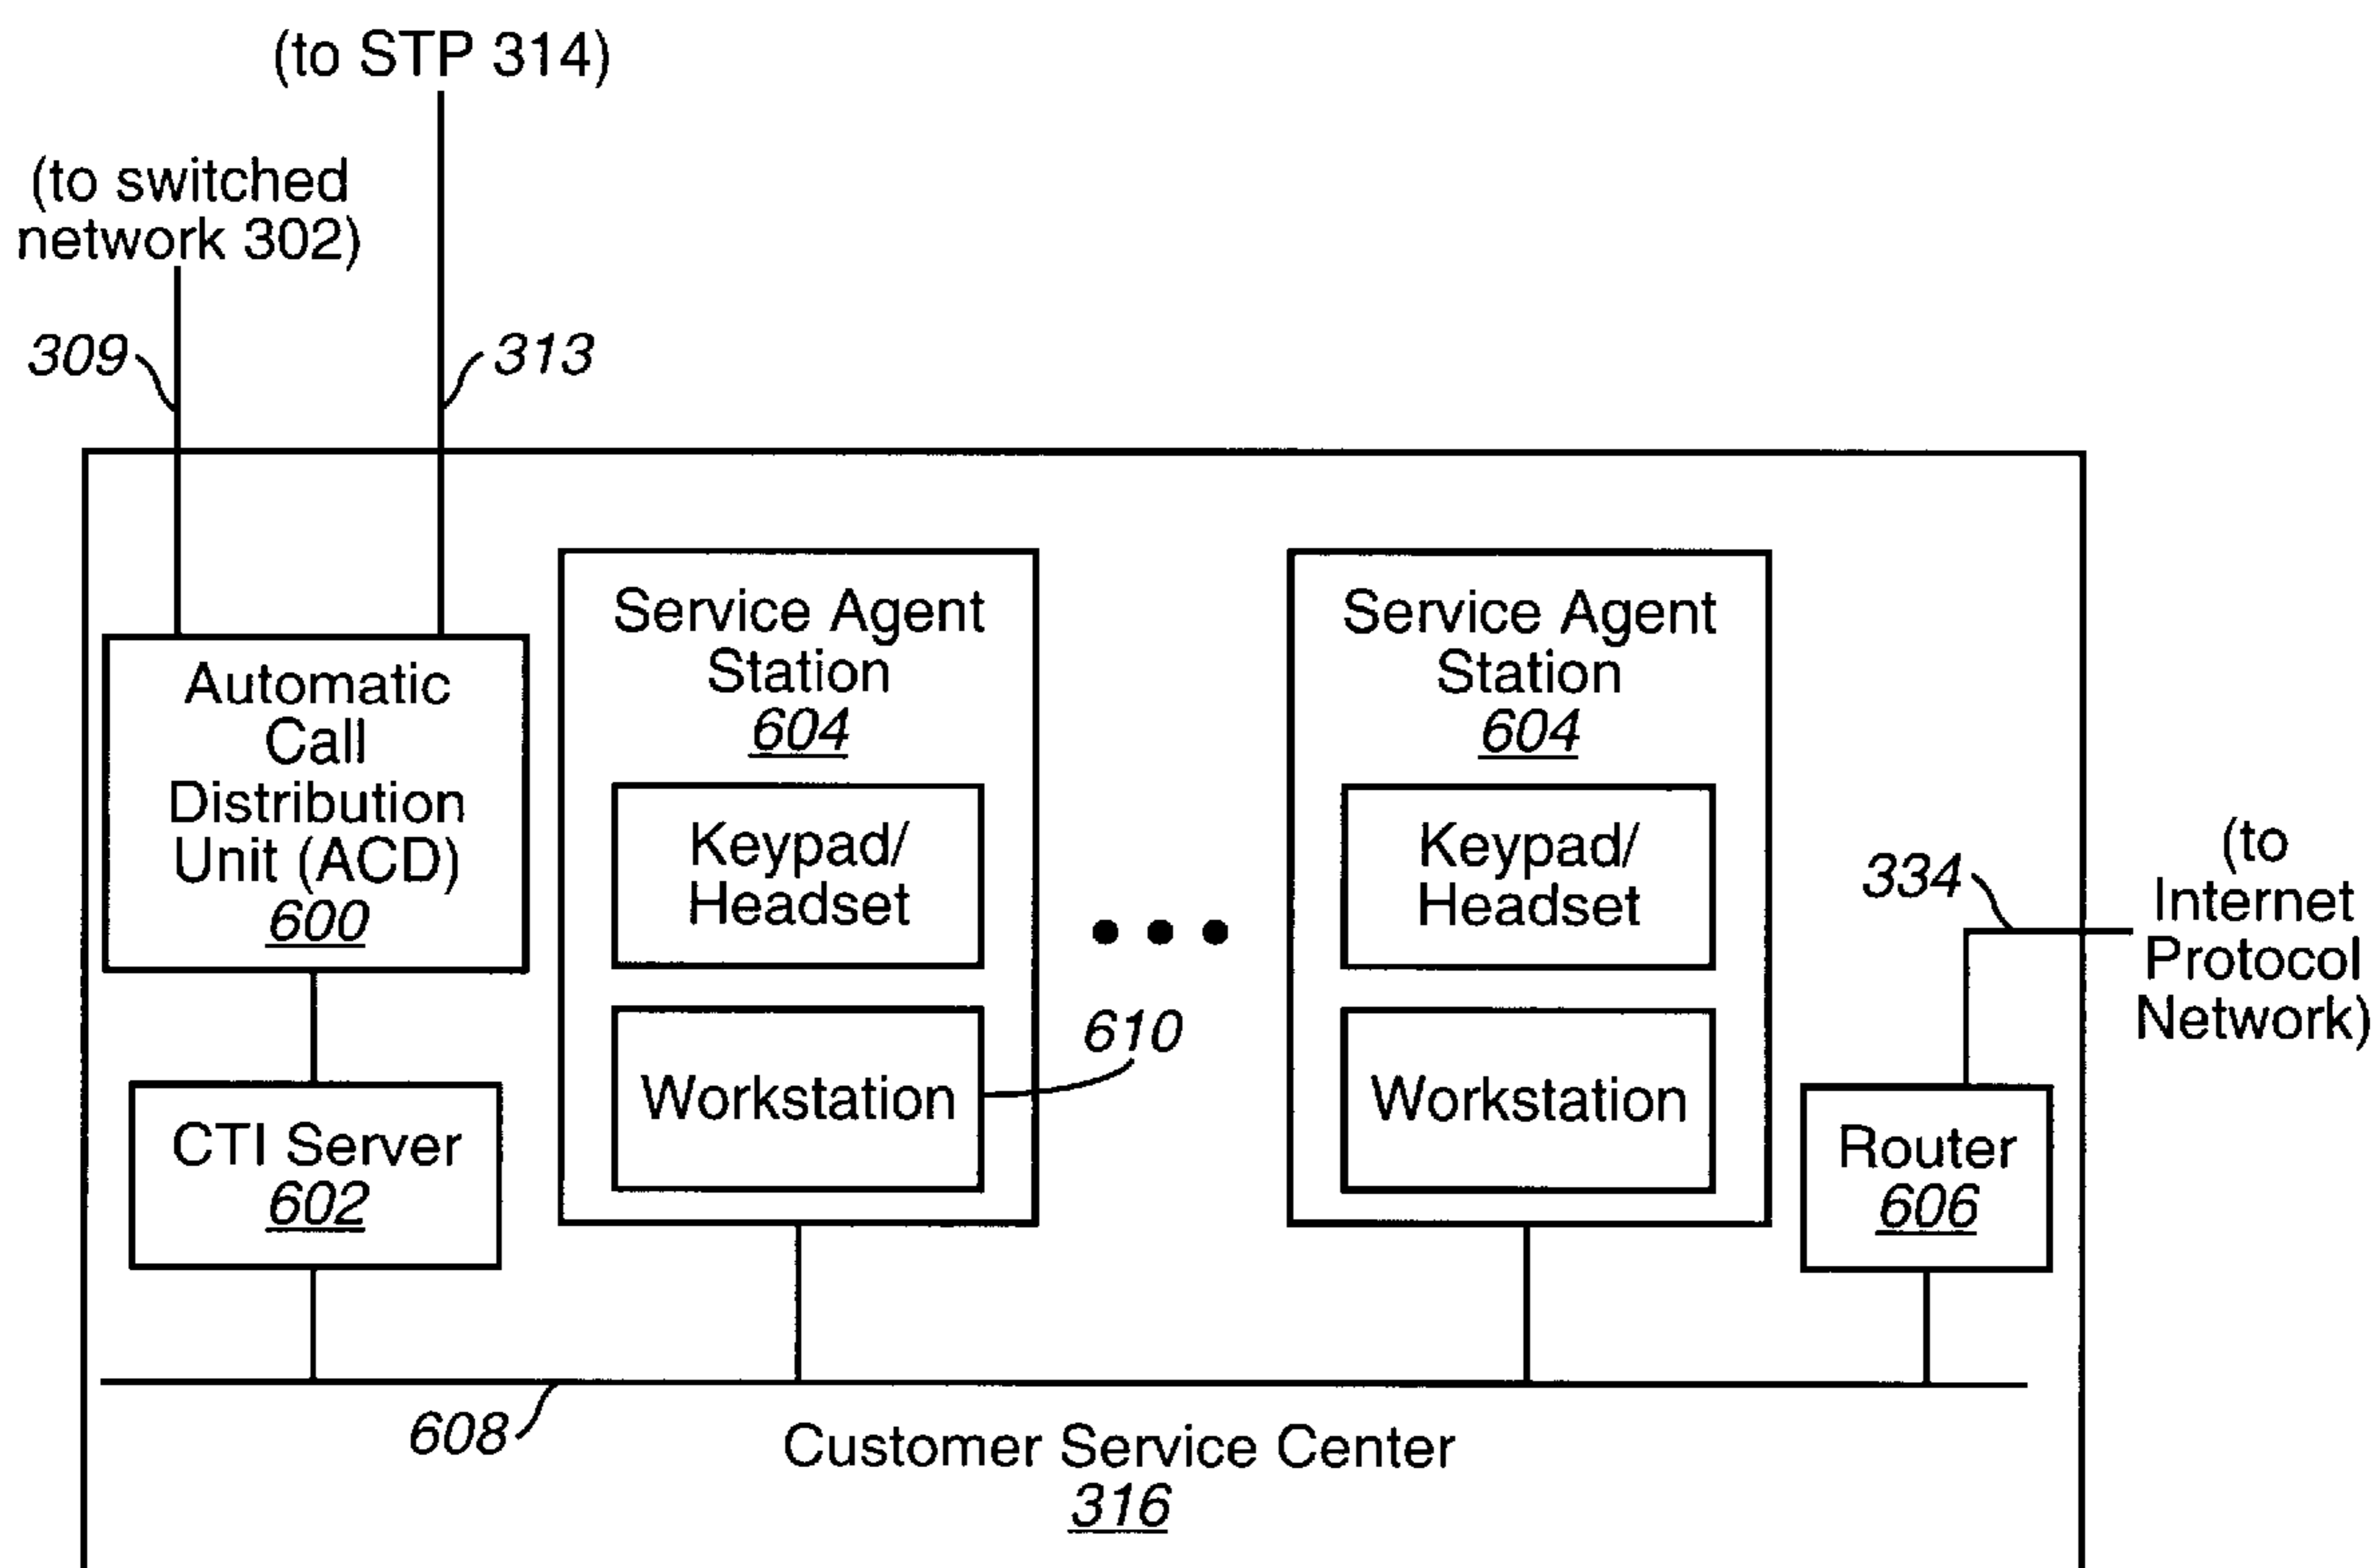 (to STP 314)
(to switched
network 302)
309
313
Automatic
Call
Distribution
Unit (ACD)
600
Service Agent
Station
604
Keypad/
Headset
Workstation
610
Service Agent
Station
604
Keypad/
Headset
Workstation
334
(to
Internet
Protocol
Network)
CTI Server
602
Router
606
608
Customer Service Center
316